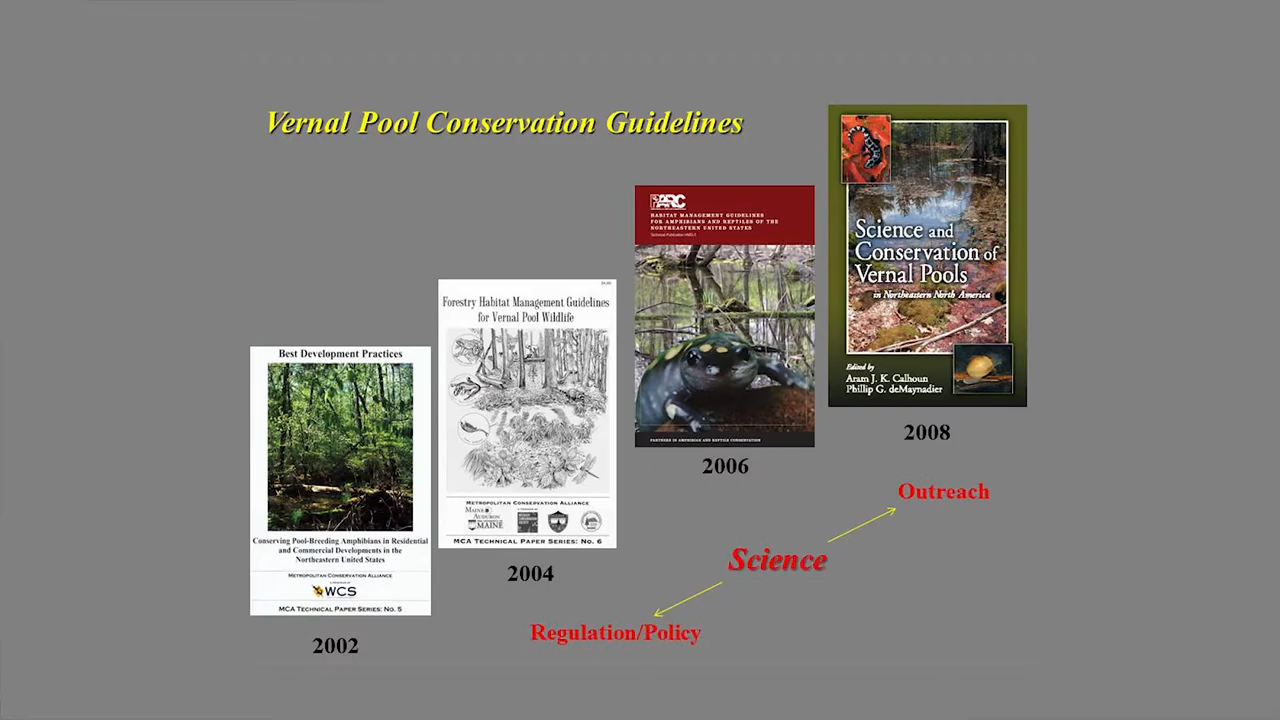 Vernal Pool Conservation Guidelines
Best Development Practices
Conserving Pool-Breeding Amphibians in Residential
and Commercial Developments in the
Northeastern United States
Metropolitan Conservation Alliance
WCS
MCA Technical Paper Series: No. 5
2002
Forestry Habitat Management Guidelines
for Vernal Pool Wildlife
Metropolitan Conservation Alliance
Maine Audubon
MAINE
MCA Technical Paper Series: No. 6
2004
PARC
HABITAT MANAGEMENT GUIDELINES
FOR AMPHIBIANS AND REPTILES OF THE
NORTHEASTERN UNITED STATES
Technical Publication HMG-3
PARTNERS IN AMPHIBIAN AND REPTILE CONSERVATION
2006
Science and
Conservation of
Vernal Pools
in Northeastern North America
Edited by
Aram J. K. Calhoun
Phillip G. deMaynadier
2008
Outreach
Science
Regulation/Policy